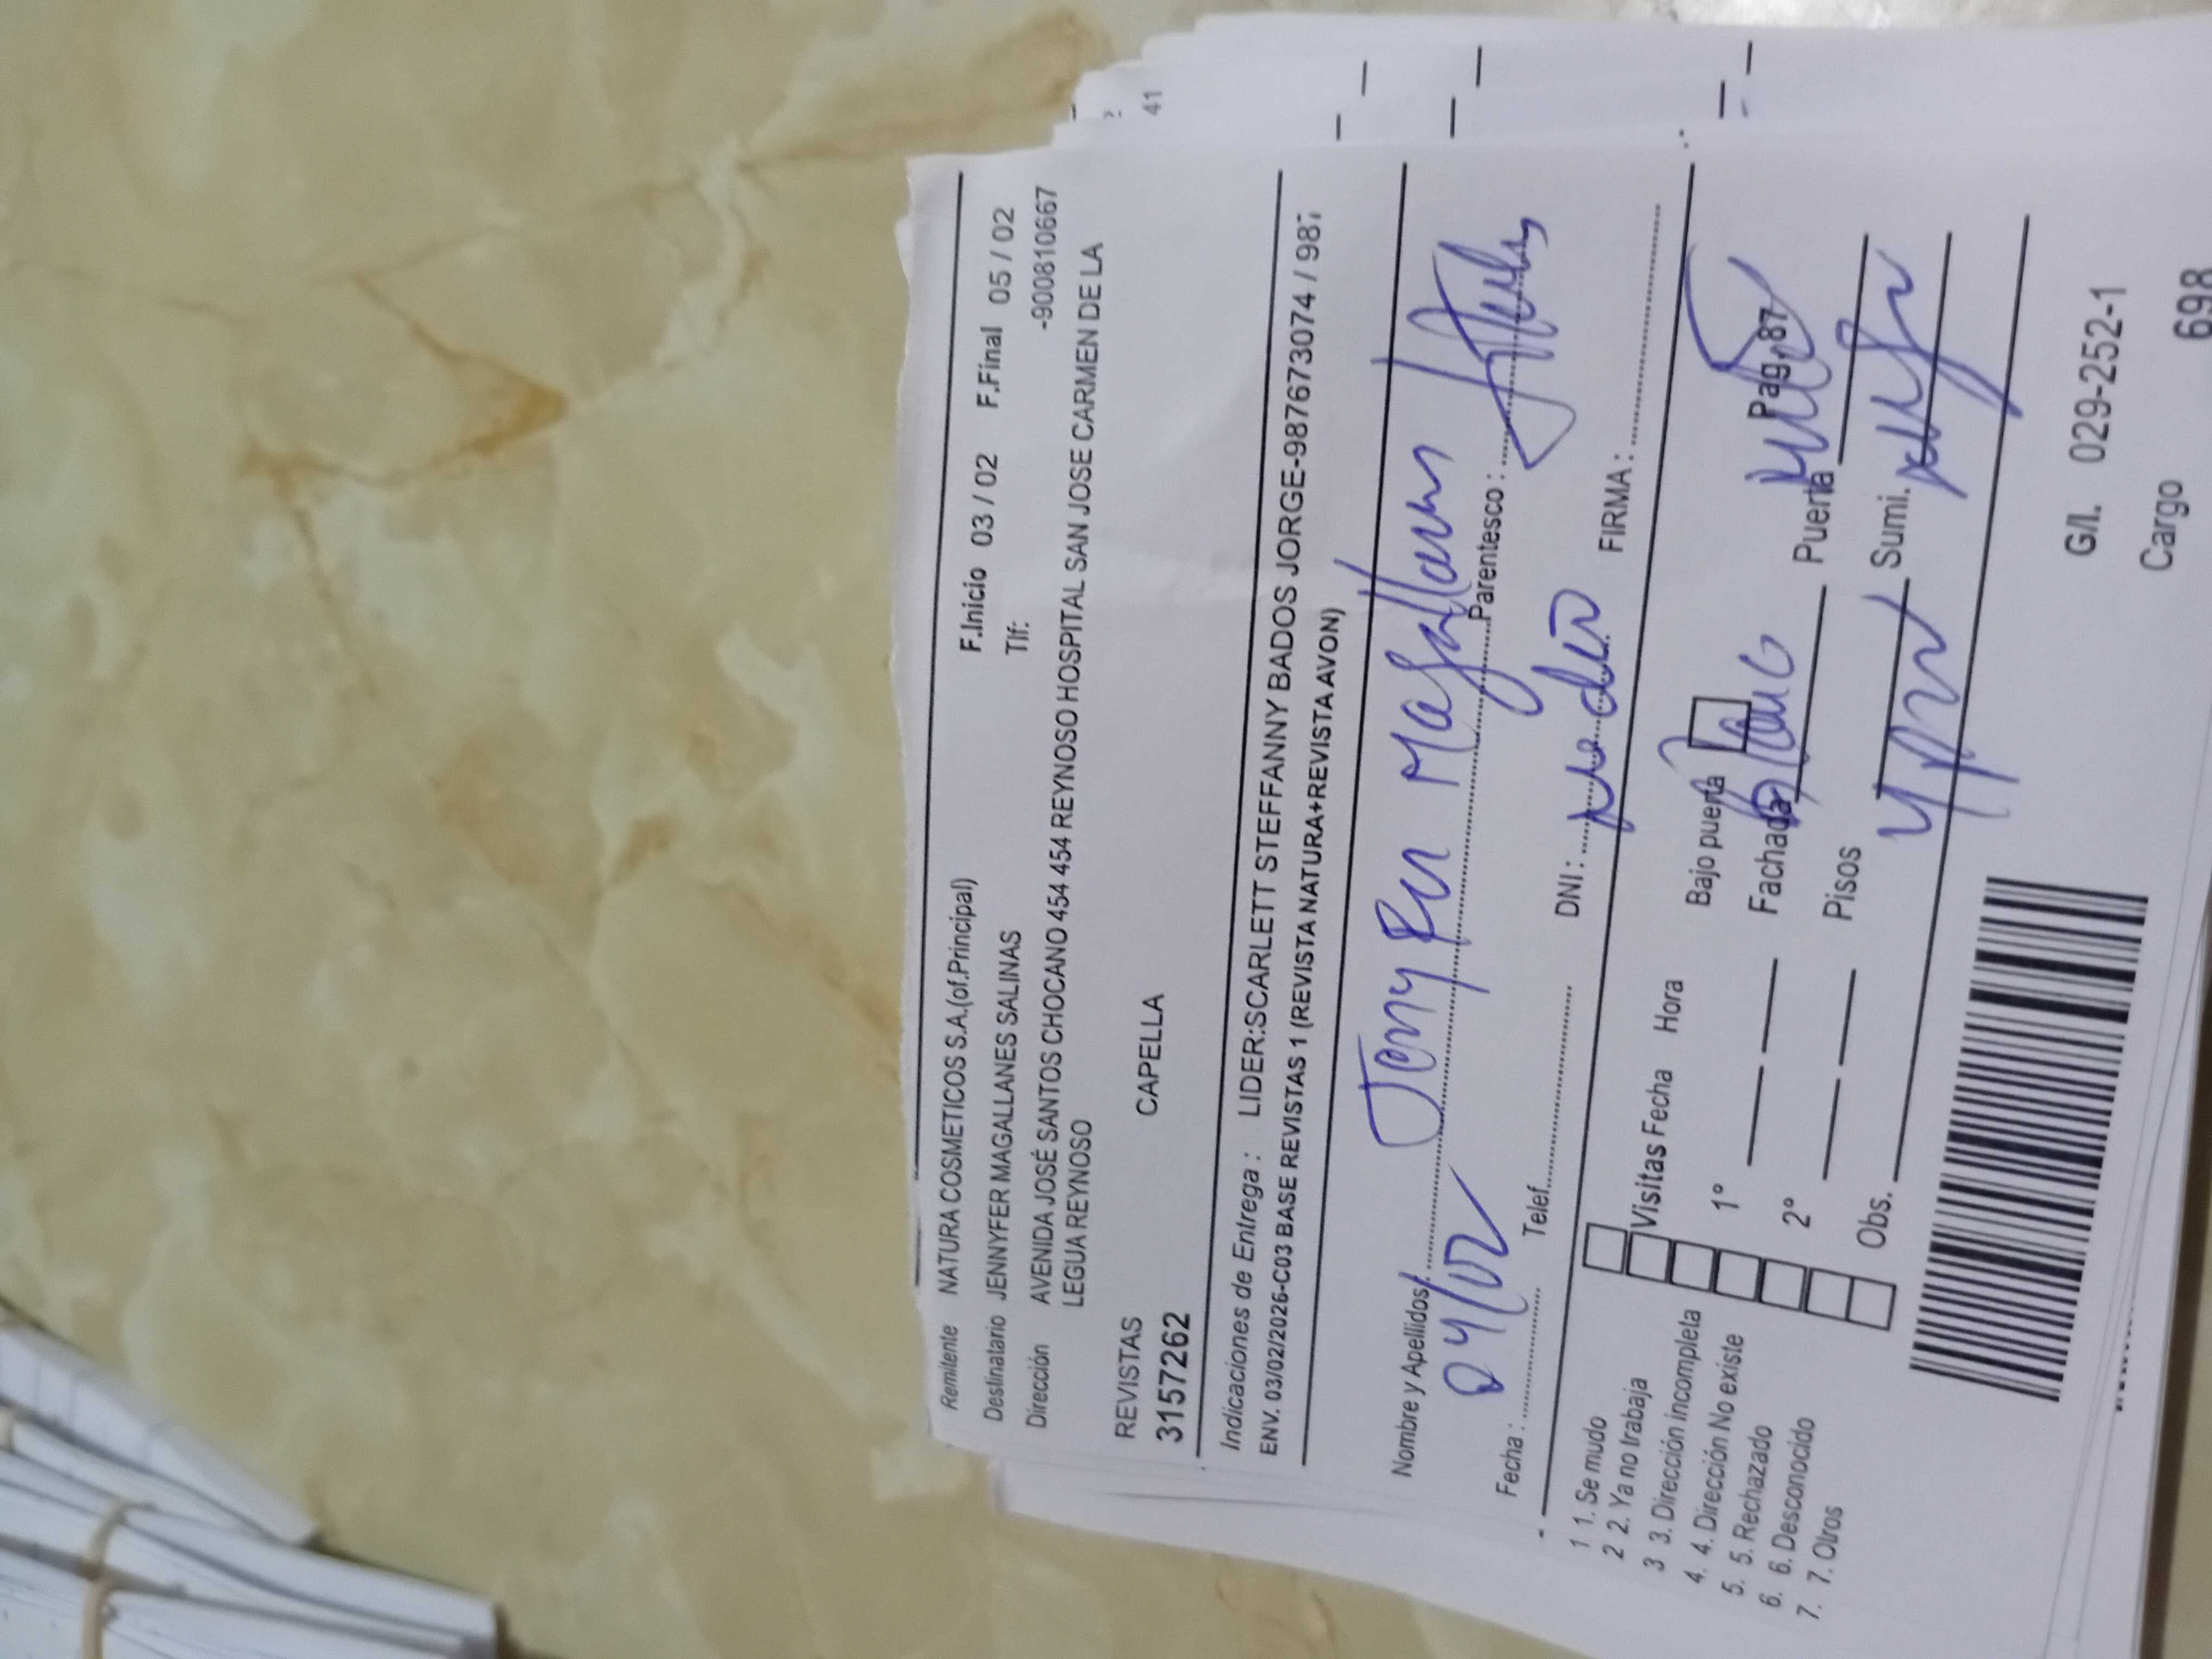 Remitente NATURA COSMETICOS S.A.(of.Principal)
Destinatario JENNYFER MAGALLANES SALINAS F.Inicio 03 / 02 F.Final 05 / 02
Tlf: -900810667
Dirección AVENIDA JOSÉ SANTOS CHOCANO 454 454 REYNOSO HOSPITAL SAN JOSE CARMEN DE LA
LEGUA REYNOSO
REVISTAS
3157262 CAPELLA
Indicaciones de Entrega : LIDER:SCARLETT STEFFANNY BADOS JORGE-987673074 / 987
ENV. 03/02/2026-C03 BASE REVISTAS 1 (REVISTA NATURA+REVISTA AVON)
Nombre y Apellidos:
Fecha : 04/02 Parentesco :
Telef. DNI : no dio FIRMA :
1 1. Se mudo
2 2. Ya no trabaja
3 3. Dirección incompleta
4. 4. Dirección No existe
5. 5. Rechazado
6. 6. Desconocido
7. 7. Otros
Visitas Fecha Hora Bajo puerta
1° Fachada Pag. 87
2° Pisos Puerta
Obs. Sumi.
G/I. 029-252-1
Cargo 698
41